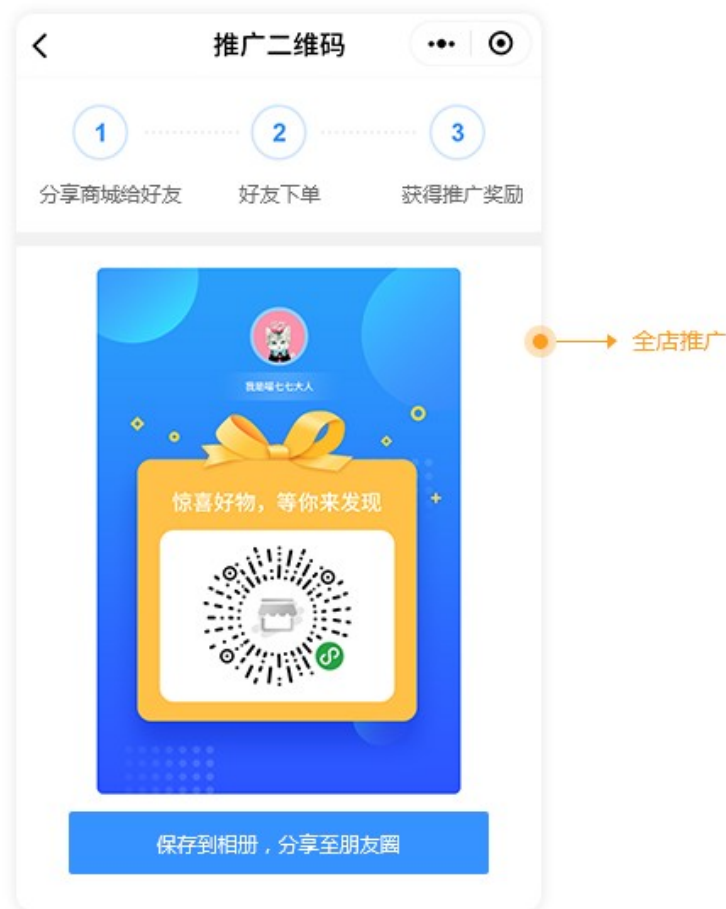 推广二维码
1 2 3
分享商城给好友 好友下单 获得推广奖励
我是喵七七大人
全店推广
惊喜好物，等你来发现
保存到相册，分享至朋友圈